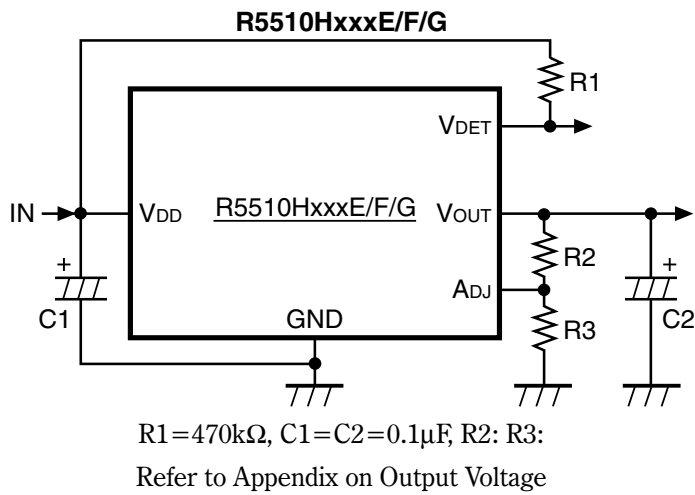 R5510HxxxE/F/G
R1
VDET
IN
VDD
R5510HxxxE/F/G
VOUT
R2
+
C1
ADJ
+
C2
GND
R3
R1=470kΩ, C1=C2=0.1µF, R2: R3:
Refer to Appendix on Output Voltage